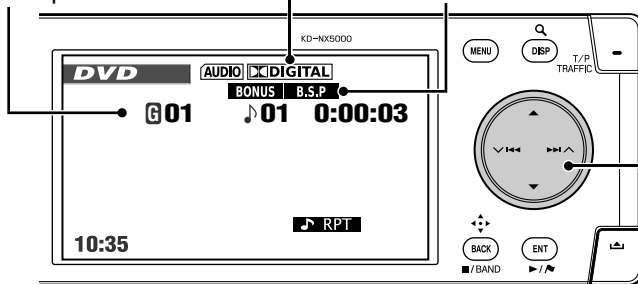 KD-NX5000
MENU
DISP
T/P
TRAFFIC
DVD AUDIO DIGITAL
BONUS B.S.P
G01 01 0:00:03
RPT
10:35
BACK
ENT
/BAND